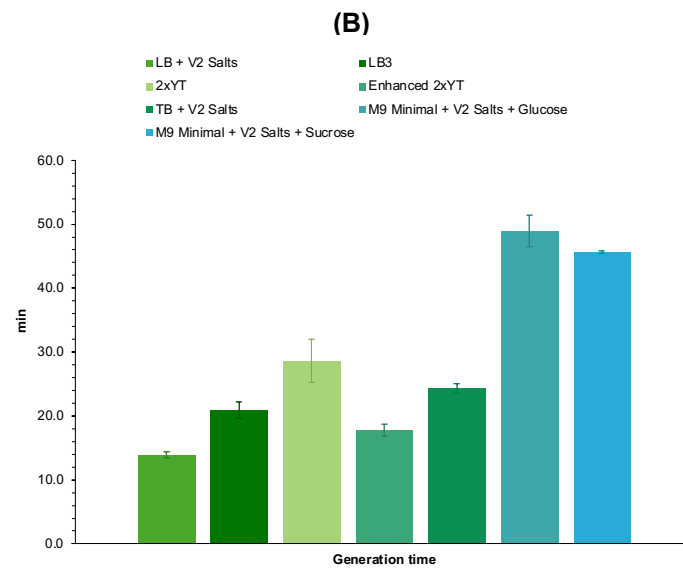 (B)
LB + V2 Salts
LB3
2xYT
Enhanced 2xYT
TB + V2 Salts
M9 Minimal + V2 Salts + Glucose
M9 Minimal + V2 Salts + Sucrose
60.0
50.0
40.0
30.0
20.0
10.0
0.0
min
Generation time